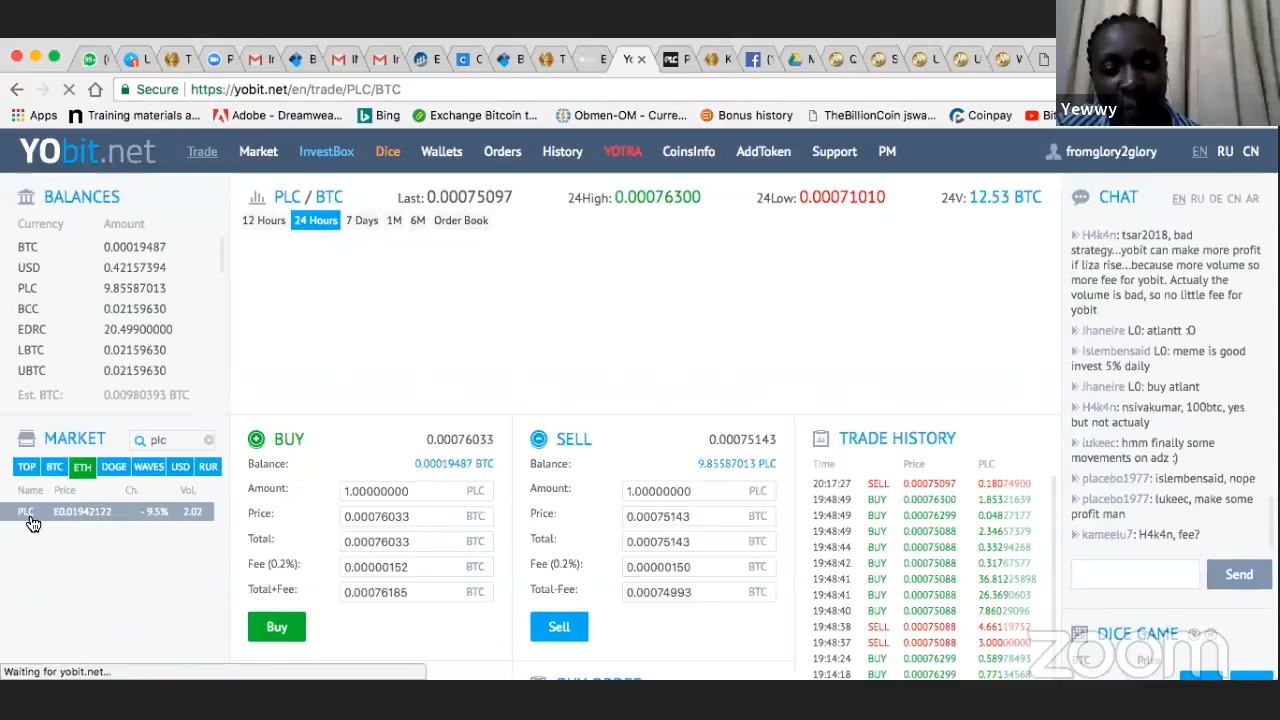 Yewwy
Secure https://yobit.net/en/trade/PLC/BTC
Apps Training materials a... Adobe - Dreamwea... Bing Exchange Bitcoin t... Obmen-OM - Curre... Bonus history TheBillionCoin jswa... Coinpay
YObit.net
Trade Market InvestBox Dice Wallets Orders History YOTRA CoinsInfo AddToken Support PM
fromglory2glory EN RU CN
BALANCES
Currency Amount
BTC 0.00019487
USD 0.42157394
PLC 9.85587013
BCC 0.02159630
EDRC 20.49900000
LBTC 0.02159630
UBTC 0.02159630
Est. BTC: 0.00980393 BTC
MARKET plc
TOP BTC ETH DOGE WAVES USD RUR
Name Price Ch. Vol.
PLC E0.01942122 - 9.5% 2.02
PLC / BTC Last: 0.00075097 24High: 0.00076300 24Low: 0.00071010 24V: 12.53 BTC
12 Hours 24 Hours 7 Days 1M 6M Order Book
BUY 0.00076033
Balance: 0.00019487 BTC
Amount: 1.00000000 PLC
Price: 0.00076033 BTC
Total: 0.00076033 BTC
Fee (0.2%): 0.00000152 BTC
Total+Fee: 0.00076185 BTC
Buy
SELL 0.00075143
Balance: 9.85587013 PLC
Amount: 1.00000000 PLC
Price: 0.00075143 BTC
Total: 0.00075143 BTC
Fee (0.2%): 0.00000150 BTC
Total-Fee: 0.00074993 BTC
Sell
TRADE HISTORY
Time Price PLC
20:17:27 SELL 0.00075097 0.18074900
19:48:49 BUY 0.00076300 1.85321639
19:48:49 BUY 0.00076299 0.04827177
19:48:49 BUY 0.00075088 2.34657379
19:48:44 BUY 0.00075088 0.33294268
19:48:42 BUY 0.00075088 0.31767577
19:48:41 BUY 0.00075088 36.81225898
19:48:41 BUY 0.00075088 26.3690603
19:48:40 BUY 0.00075088 7.86029096
19:48:38 SELL 0.00075088 4.66119757
19:48:37 SELL 0.00075088 3.00000000
19:14:24 BUY 0.00076299 0.58978493
19:14:18 BUY 0.00076299 0.77134568
CHAT EN RU DE CN AR
H4k4n: tsar2018, bad
strategy...yobit can make more profit
if liza rise...because more volume so
more fee for yobit. Actualy the
volume is bad, so no little fee for
yobit
Jhaneire L0: atlantt :O
islembensaid L0: meme is good
invest 5% daily
Jhaneire L0: buy atlant
H4k4n: nsivakumar, 100btc, yes
but not actualy
lukeec: hmm finally some
movements on adz :)
placebo1977: islembensaid, nope
placebo1977: lukeec, make some
profit man
kameelu7: H4k4n, fee?
Send
DICE GAME
BTC
zoom
Waiting for yobit.net...